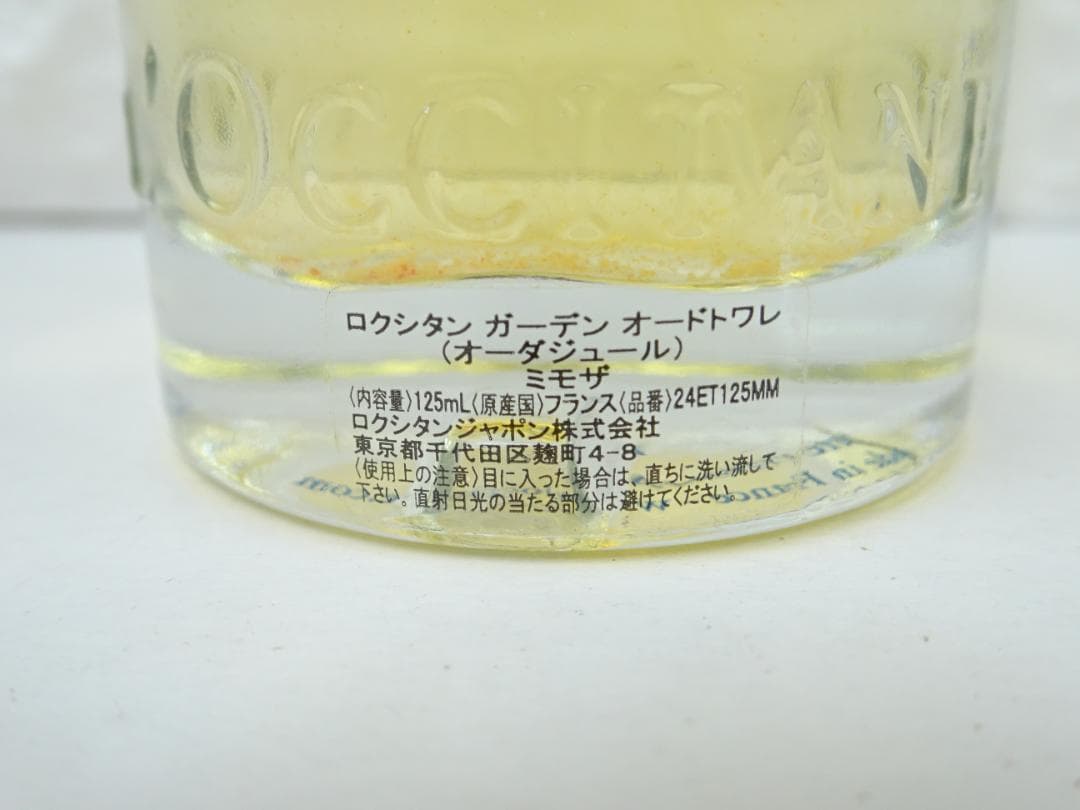 L'OCCITANE
ロクシタン ガーデン オードトワレ
(オーダジュール)
ミモザ
〈内容量〉125mL〈原産国〉フランス〈品番〉24ET125MM
ロクシタンジャポン株式会社
東京都千代田区麹町4-8
〈使用上の注意〉目に入った場合は、直ちに洗い流して
下さい。直射日光の当たる部分は避けてください。